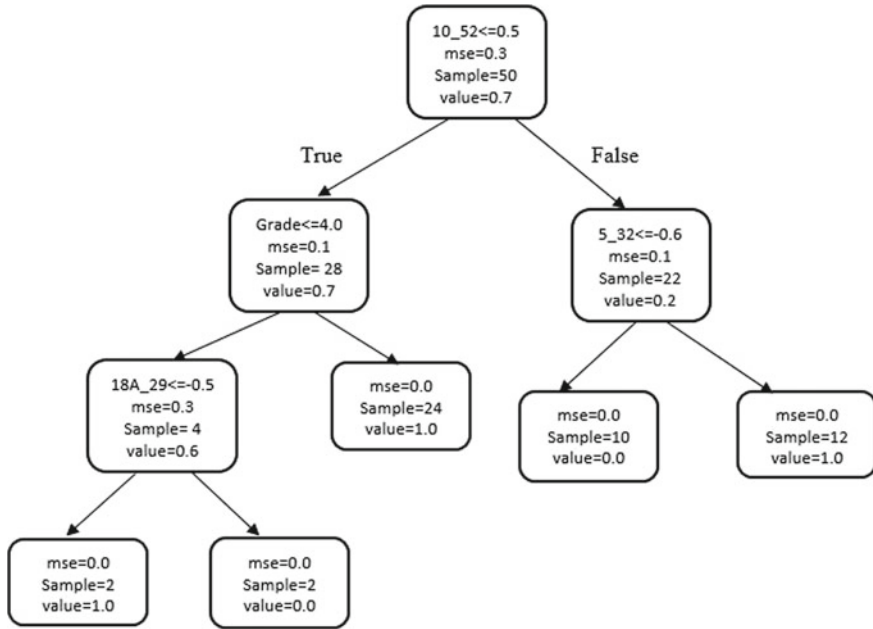 10_52<=0.5
mse=0.3
Sample=50
value=0.7
True
False
Grade<=4.0
mse=0.1
Sample= 28
value=0.7
5_32<=-0.6
mse=0.1
Sample=22
value=0.2
18A_29<=-0.5
mse=0.3
Sample= 4
value=0.6
mse=0.0
Sample=24
value=1.0
mse=0.0
Sample=10
value=0.0
mse=0.0
Sample=12
value=1.0
mse=0.0
Sample=2
value=1.0
mse=0.0
Sample=2
value=0.0